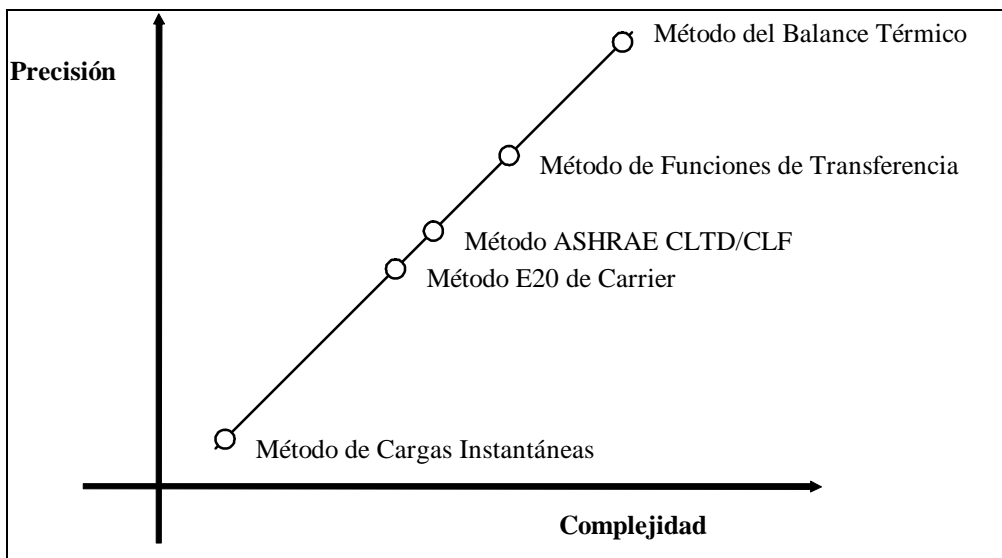 Método del Balance Térmico
Precisión
Método de Funciones de Transferencia
Método ASHRAE CLTD/CLF
Método E20 de Carrier
Método de Cargas Instantáneas
Complejidad